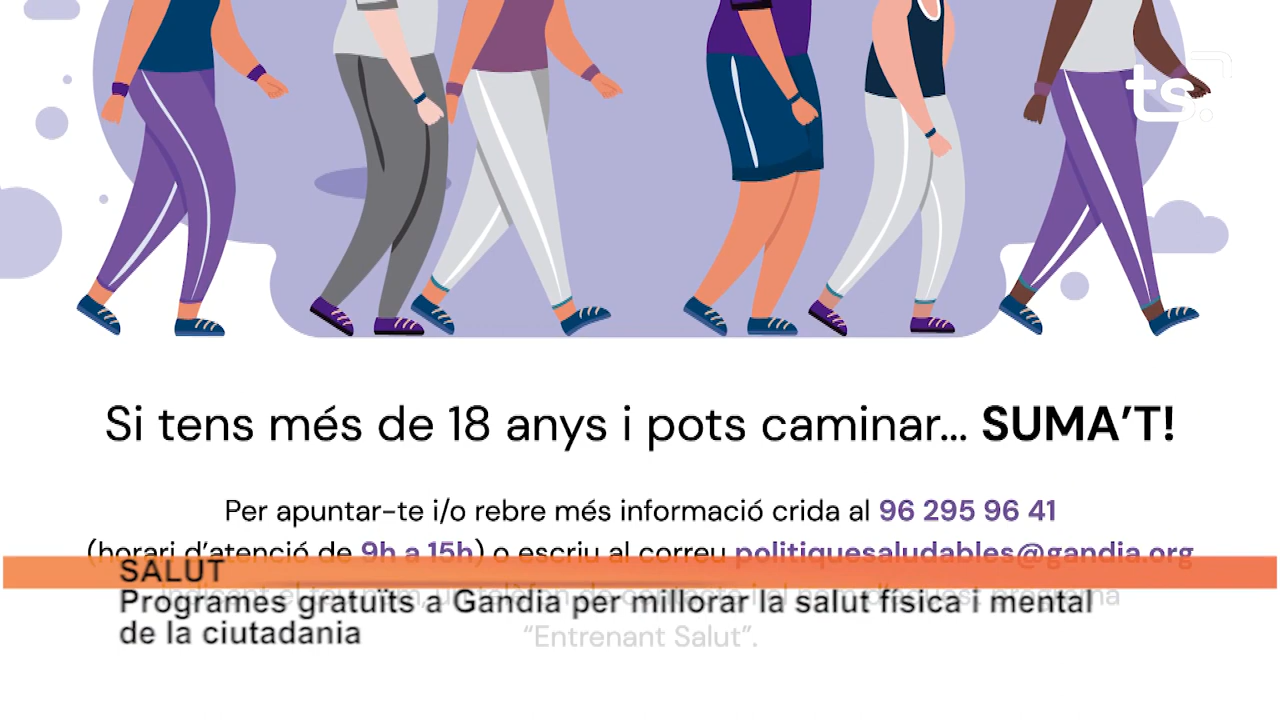 ts
Si tens més de 18 anys i pots caminar... SUMA'T!
Per apuntar-te i/o rebre més informació crida al 96 295 96 41
(horari d'atenció de 9h a 15h) o escriu al correu politiquesaludables@gandia.org
SALUT
Programes gratuïts a Gandia per millorar la salut física i mental
de la ciutadania
"Entrenant Salut".